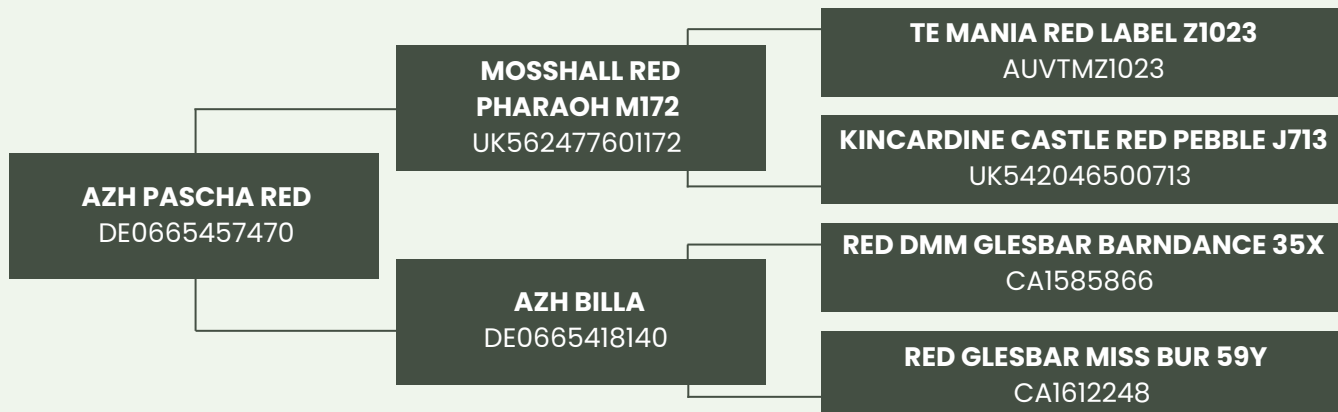 AZH PASCHA RED
DE0665457470
MOSSHALL RED
PHARAOH M172
UK562477601172
AZH BILLA
DE0665418140
TE MANIA RED LABEL Z1023
AUVTMZ1023
KINCARDINE CASTLE RED PEBBLE J713
UK542046500713
RED DMM GLESBAR BARNDANCE 35X
CA1585866
RED GLESBAR MISS BUR 59Y
CA1612248